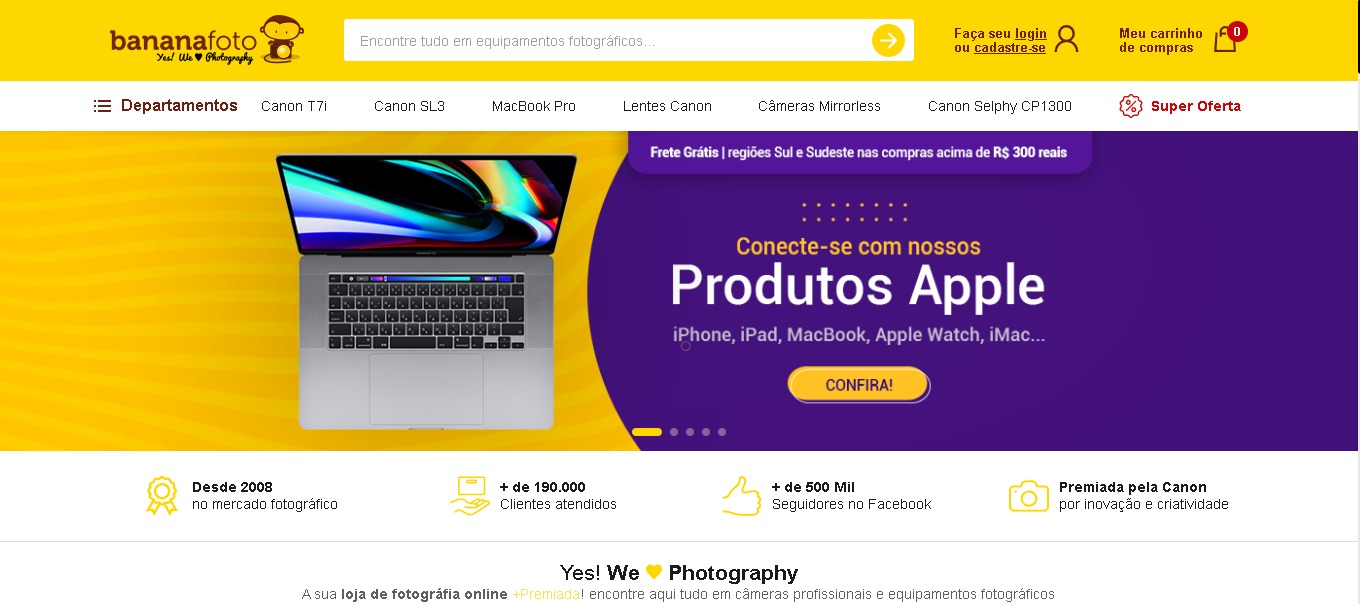 bananafoto
Yes! We ♥ Photography
Encontre tudo em equipamentos fotográficos...
Faça seu login
ou cadastre-se
Meu carrinho
de compras
0
Departamentos
Canon T7i
Canon SL3
MacBook Pro
Lentes Canon
Câmeras Mirrorless
Canon Selphy CP1300
Super Oferta
Frete Grátis | regiões Sul e Sudeste nas compras acima de R$ 300 reais
Conecte-se com nossos
Produtos Apple
iPhone, iPad, MacBook, Apple Watch, iMac...
CONFIRA!
Desde 2008
no mercado fotográfico
+ de 190.000
Clientes atendidos
+ de 500 Mil
Seguidores no Facebook
Premiada pela Canon
por inovação e criatividade
Yes! We ♥ Photography
A sua loja de fotográfia online +Premiada! encontre aqui tudo em câmeras profissionais e equipamentos fotográficos